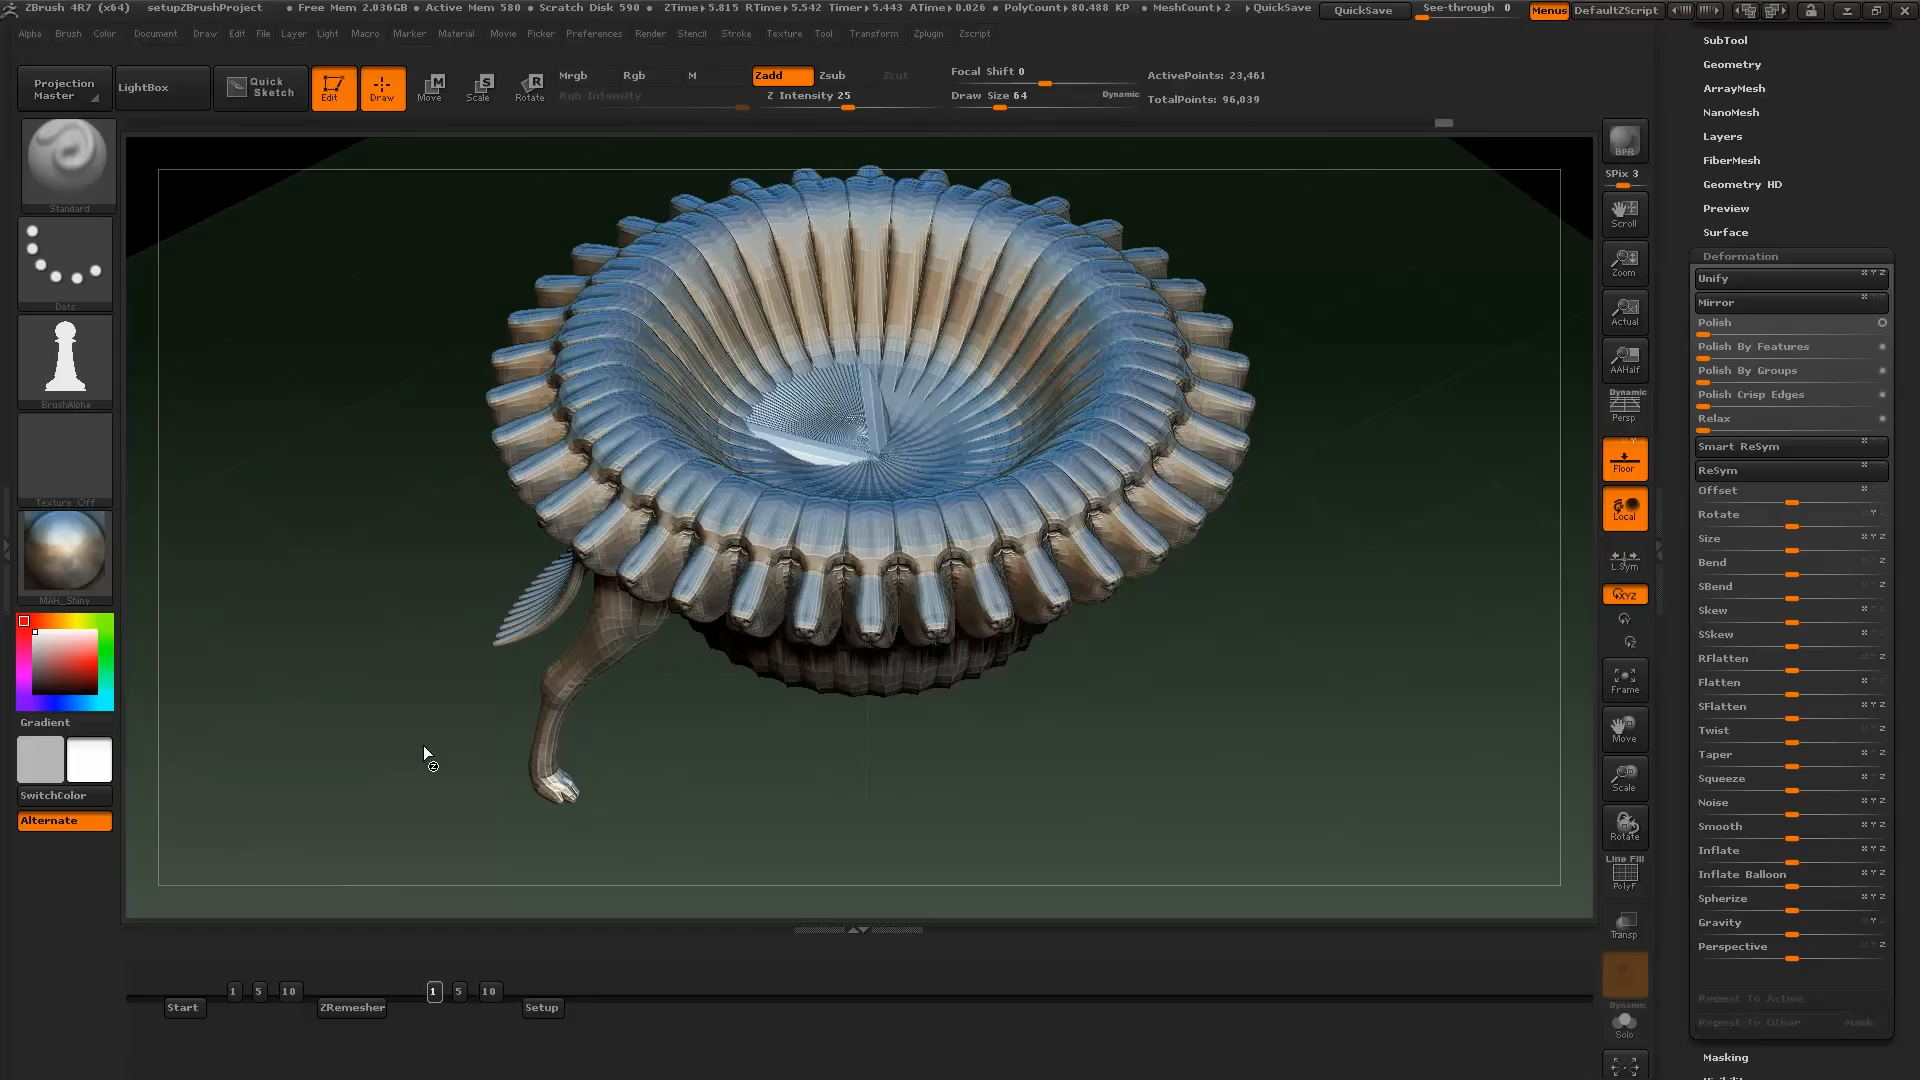 ZBrush 4R7 (x64) setupZBrushProject • Free Mem 2.036GB • Active Mem 580 • Scratch Disk 590 • ZTime▸5.815 RTime▸5.542 Timer▸5.443 ATime▸0.026 • PolyCount▸80.488 KP • MeshCount▸2 ▸QuickSave QuickSave See-through 0 Menus DefaultZScript
Alpha Brush Color Document Draw Edit File Layer Light Macro Marker Material Movie Picker Preferences Render Stencil Stroke Texture Tool Transform Zplugin Zscript
Projection Master
LightBox
Quick Sketch
Edit
Draw
Move
Scale
Rotate
Mrgb Rgb M
Rgb Intensity
Zadd Zsub Zcut
Z Intensity 25
Focal Shift 0
Draw Size 64
Dynamic
ActivePoints: 23,461
TotalPoints: 96,039
Standard
Dots
BrushAlpha
Texture Off
MAH_Shiny
Gradient
SwitchColor
Alternate
BPR
SPix 3
Scroll
Zoom
Actual
AAHalf
Dynamic
Persp
Floor
Local
L.Sym
XYZ
Frame
Move
Scale
Rotate
Line Fill
PolyF
Transp
Dynamic
Solo
SubTool
Geometry
ArrayMesh
NanoMesh
Layers
FiberMesh
Geometry HD
Preview
Surface
Deformation
Unify
Mirror
Polish
Polish By Features
Polish By Groups
Polish Crisp Edges
Relax
Smart ReSym
ReSym
Offset
Rotate
Size
Bend
SBend
Skew
SSkew
RFlatten
Flatten
SFlatten
Twist
Taper
Squeeze
Noise
Smooth
Inflate
Inflate Balloon
Spherize
Gravity
Perspective
Repeat To Active
Repeat To Other Mask
Masking
1 5 10 1 5 10
Start ZRemesher Setup